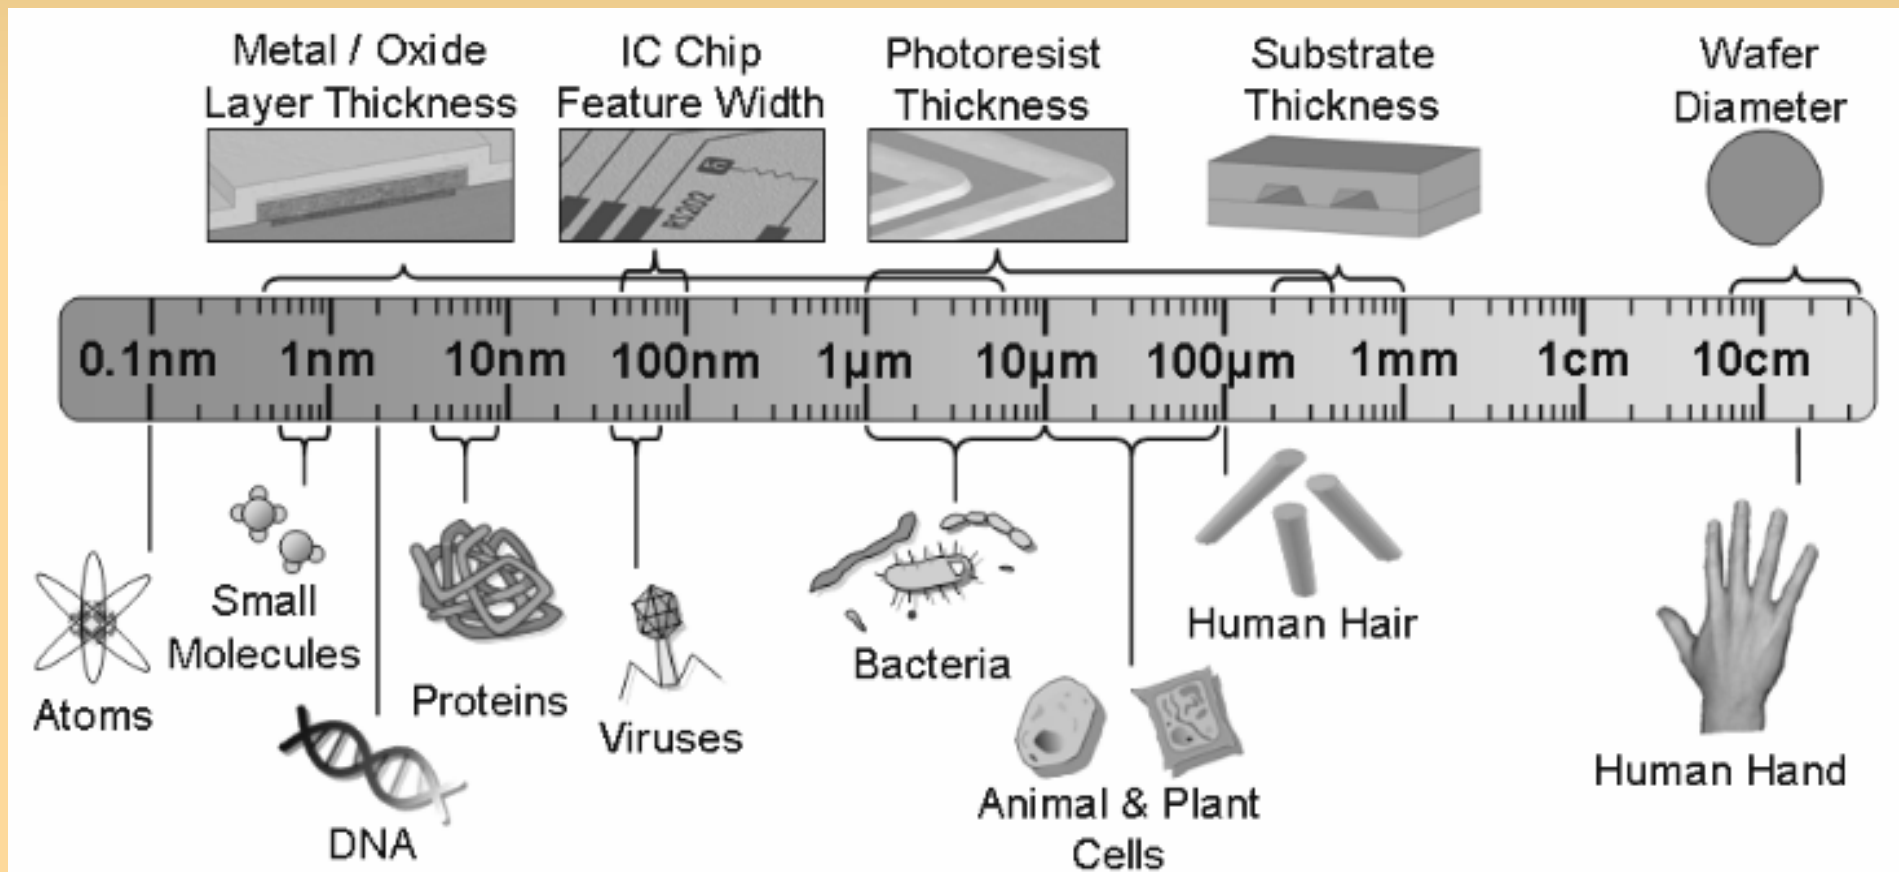 Metal / Oxide
Layer Thickness
IC Chip
Feature Width
Photoresist
Thickness
Substrate
Thickness
Wafer
Diameter
RS202
0.1nm 1nm 10nm 100nm 1µm 10µm 100µm 1mm 1cm 10cm
Atoms
Small
Molecules
DNA
Proteins
Viruses
Bacteria
Animal & Plant
Cells
Human Hair
Human Hand